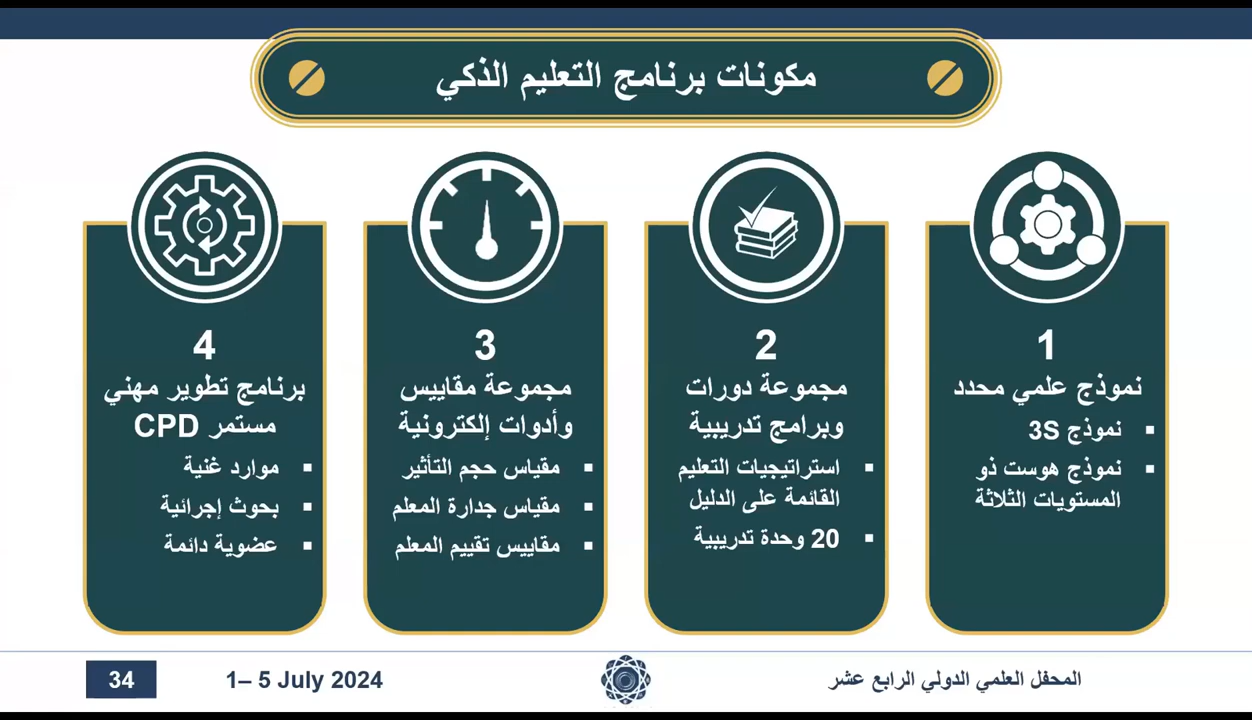 مكونات برنامج التعليم الذكي
1
نموذج علمي محدد
▪ نموذج 3S
▪ نموذج هوست ذو
المستويات الثلاثة
2
مجموعة دورات
وبرامج تدريبية
▪ استراتيجيات التعليم
القائمة على الدليل
▪ 20 وحدة تدريبية
3
مجموعة مقاييس
وأدوات إلكترونية
▪ مقياس حجم التأثير
▪ مقياس جدارة المعلم
▪ مقاييس تقييم المعلم
4
برنامج تطوير مهني
مستمر CPD
▪ موارد غنية
▪ بحوث إجرائية
▪ عضوية دائمة
المحفل العلمي الدولي الرابع عشر
1– 5 July 2024
34